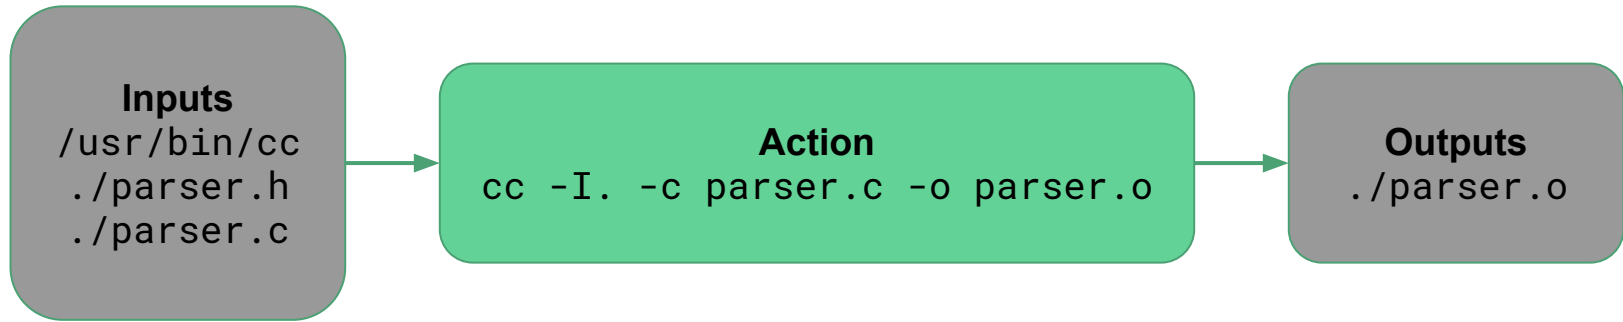 Inputs
/usr/bin/cc
./parser.h
./parser.c
Action
cc -I. -c parser.c -o parser.o
Outputs
./parser.o